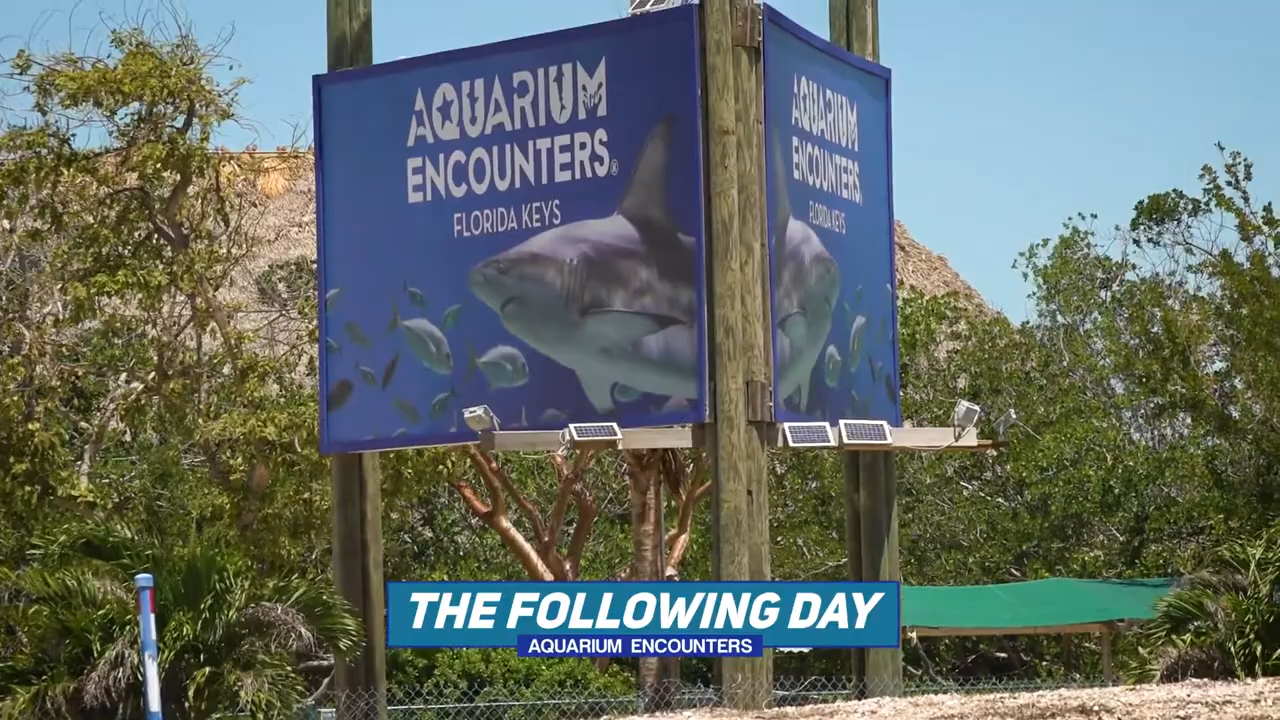 AQUARIUM
ENCOUNTERS®
FLORIDA KEYS
AQUARIUM
ENCOUNTERS
FLORIDA KEYS
THE FOLLOWING DAY
AQUARIUM ENCOUNTERS